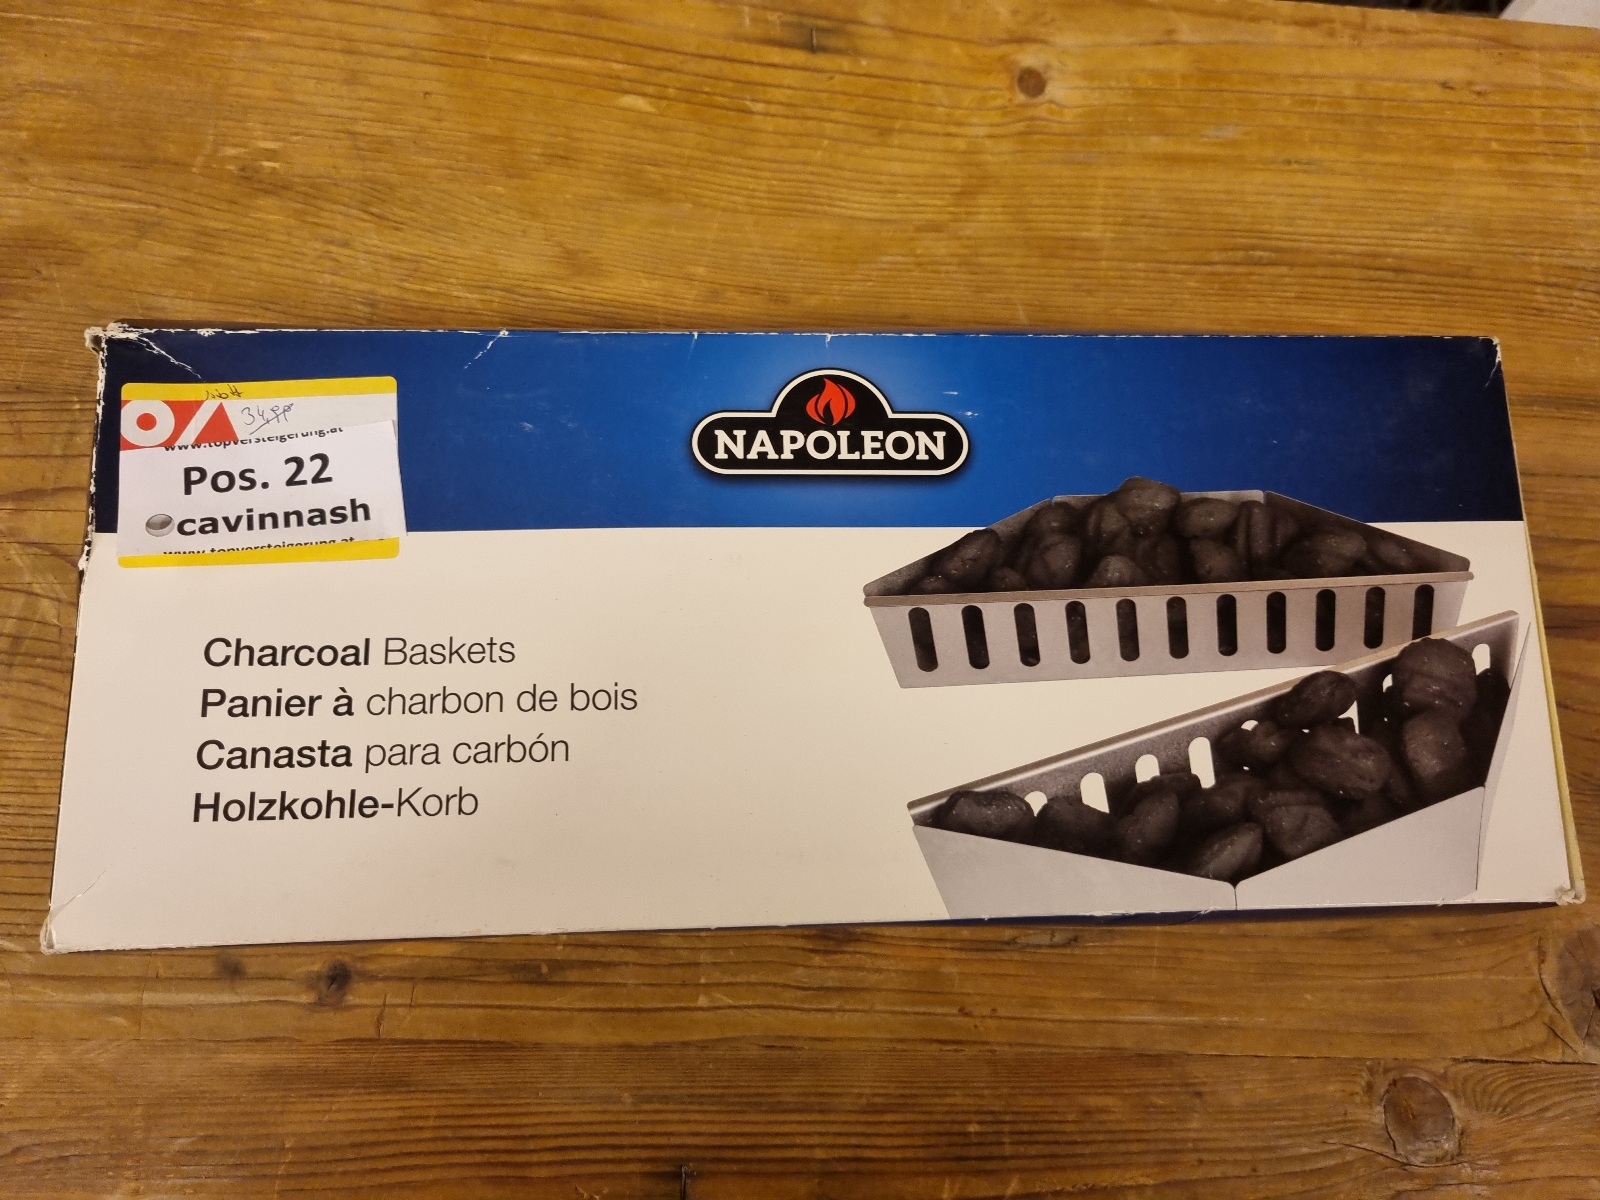 34,99
www.topversteigerung.at
Pos. 22
cavinnash
www.topversteigerung.at
NAPOLEON
Charcoal Baskets
Panier à charbon de bois
Canasta para carbón
Holzkohle-Korb